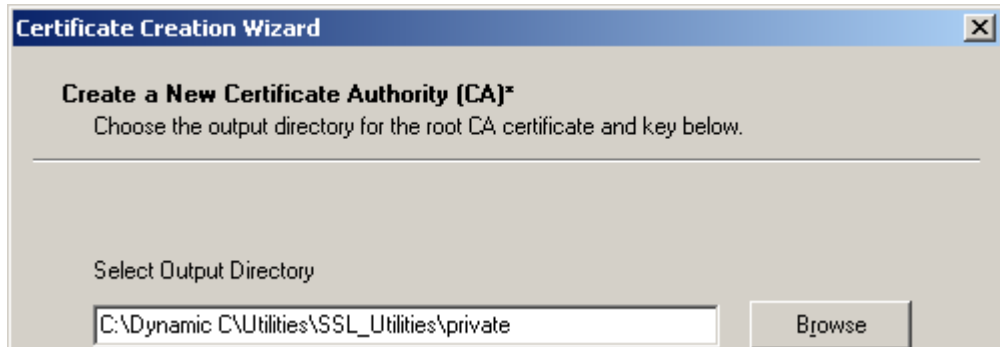 Certificate Creation Wizard
Create a New Certificate Authority (CA)*
Choose the output directory for the root CA certificate and key below.
Select Output Directory
C:\Dynamic C\Utilities\SSL_Utilities\private
Browse